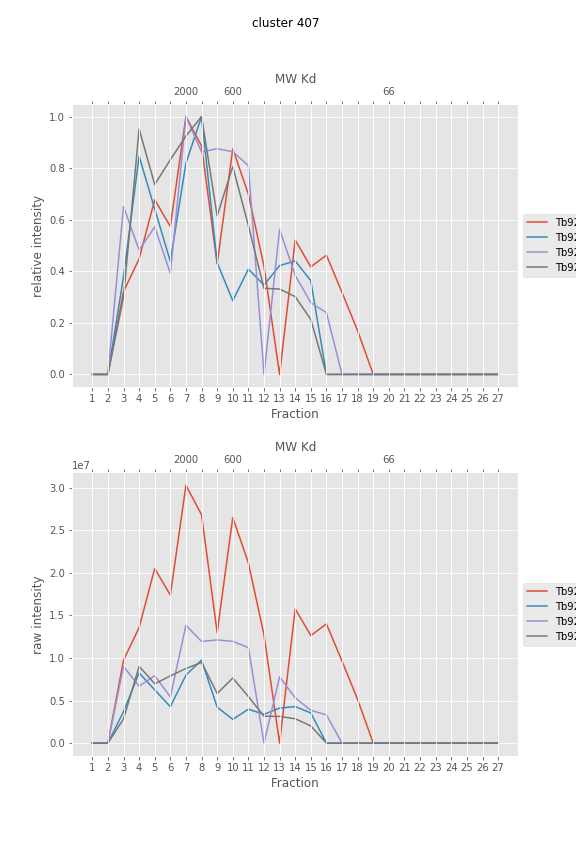 cluster 407
MW Kd
2000 600 66
1.0
0.8
0.6
0.4
0.2
0.0
relative intensity
Tb92
Tb92
Tb92
Tb92
1 2 3 4 5 6 7 8 9 10 11 12 13 14 15 16 17 18 19 20 21 22 23 24 25 26 27
Fraction
MW Kd
2000 600 66
1e7
3.0
2.5
2.0
1.5
1.0
0.5
0.0
raw intensity
Tb92
Tb92
Tb92
Tb92
1 2 3 4 5 6 7 8 9 10 11 12 13 14 15 16 17 18 19 20 21 22 23 24 25 26 27
Fraction